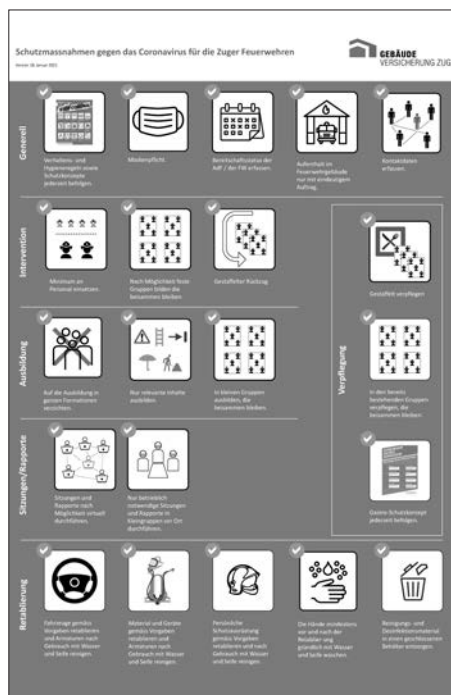 Schutzmassnahmen gegen das Coronavirus für die Zuger Feuerwehren
Version 18. Januar 2021
GEBÄUDE
VERSICHERUNG ZUG
Generell
Verhaltens- und
Hygieneregeln sowie
Schutzkonzepte
jederzeit befolgen.
Maskenpflicht.
Bereitschaftsstatus der
AdF / der FW erfassen.
Aufenthalt im
Feuerwehrgebäude
nur mit eindeutigem
Auftrag.
Kontaktdaten
erfassen.
Intervention
Minimum an
Personal einsetzen.
Nach Möglichkeit feste
Gruppen bilden die
beisammen bleiben
Gestaffelter Rückzug
Verpflegung
Gestaffelt verpflegen
In den bereits
bestehenden Gruppen
verpflegen, die
beisammen bleiben
Casino-Schutzkonzept
jederzeit befolgen
Ausbildung
Auf die Ausbildung in
ganzen Formationen
verzichten.
Nur relevante Inhalte
ausbilden.
In kleinen Gruppen
ausbilden, die
beisammen bleiben.
Sitzungen/Rapporte
Sitzungen und
Rapporte nach
Möglichkeit virtuell
durchführen.
Nur betrieblich
notwendige Sitzungen
und Rapporte in
Kleingruppen vor Ort
durchführen.
Retablierung
Fahrzeuge gemäss
Vorgaben retablieren
und Armaturen nach
Gebrauch mit Wasser
und Seife reinigen.
Material und Geräte
gemäss Vorgaben
retablieren und
Armaturen nach
Gebrauch mit Wasser
und Seife reinigen.
Persönliche
Schutzausrüstung
gemäss Vorgaben
retablieren und nach
Gebrauch mit Wasser
und Seife reinigen.
Die Hände mindestens
vor und nach der
Retablierung
gründlich mit Wasser
und Seife waschen.
Reinigungs- und
Desinfektionsmaterial
in einen geschlossenen
Behälter entsorgen.